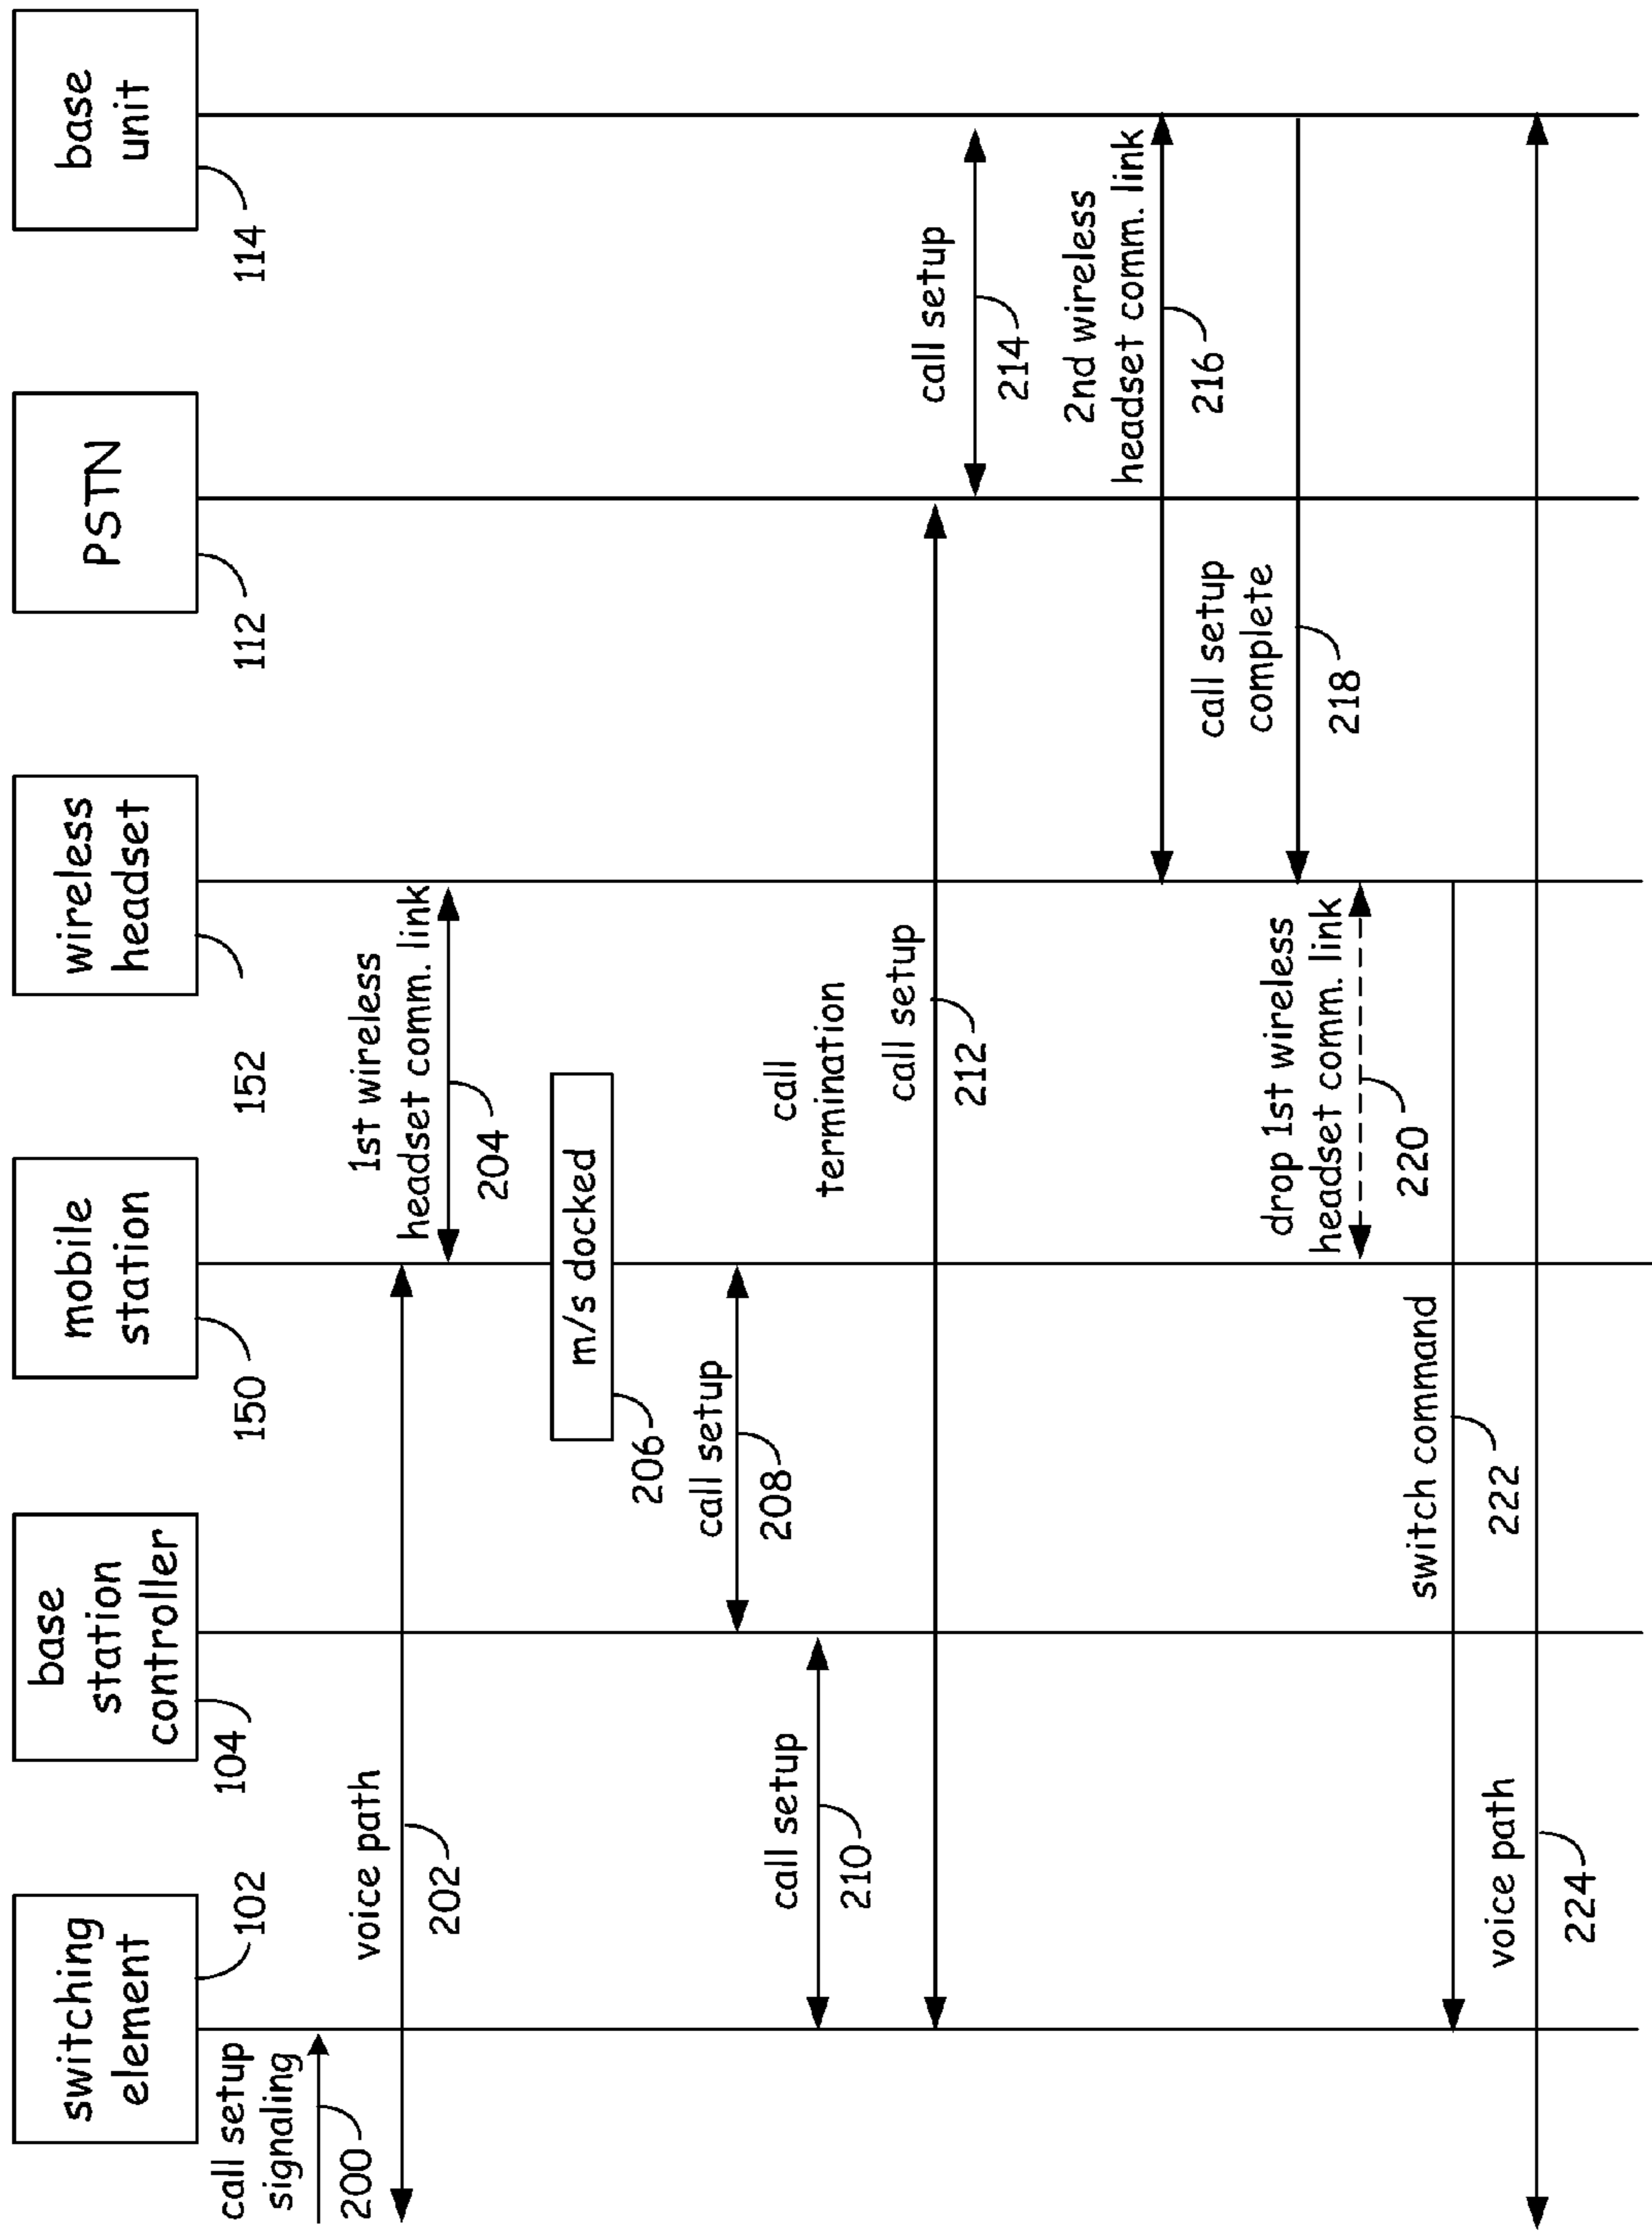 switching
element
102
base
station
controller
104
mobile
station
150
wireless
headset
152
PSTN
112
base
unit
114
call setup
signaling
200
voice path
202
1st wireless
headset comm. link
204
m/s docked
206
call setup
208
call setup
210
call
termination
call setup
212
call setup
214
2nd wireless
headset comm. link
216
call setup
complete
218
drop 1st wireless
headset comm. link
220
switch command
222
voice path
224